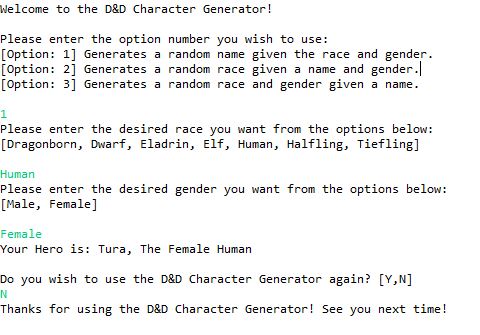 Welcome to the D&D Character Generator!
Please enter the option number you wish to use:
[Option: 1] Generates a random name given the race and gender.
[Option: 2] Generates a random race given a name and gender.
[Option: 3] Generates a random race and gender given a name.
1
Please enter the desired race you want from the options below:
[Dragonborn, Dwarf, Eladrin, Elf, Human, Halfling, Tiefling]
Human
Please enter the desired gender you want from the options below:
[Male, Female]
Female
Your Hero is: Tura, The Female Human
Do you wish to use the D&D Character Generator again? [Y,N]
N
Thanks for using the D&D Character Generator! See you next time!